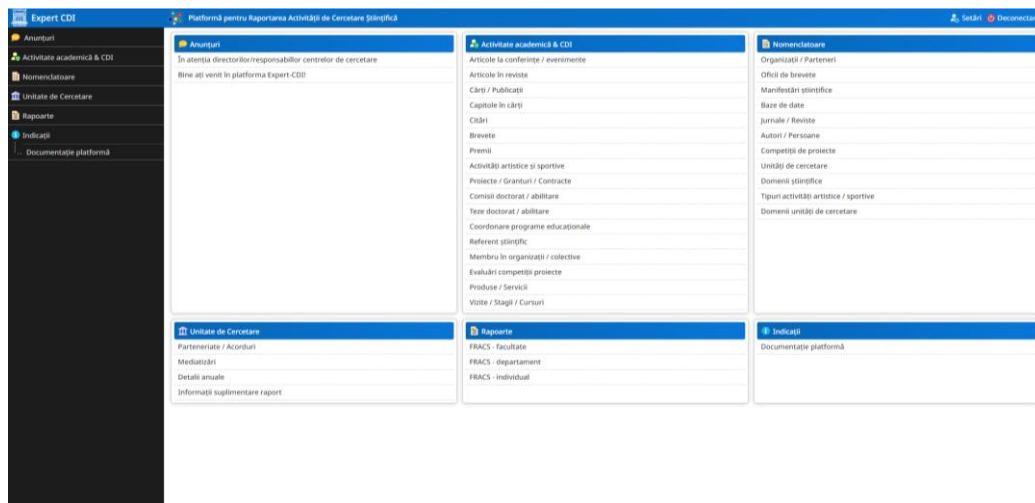 Expert CDI
Platformă pentru Raportarea Activității de Cercetare Științifică
Setări
Deconectar
Anunțuri
Activitate academică & CDI
Nomenclatoare
Unitate de Cercetare
Rapoarte
Indicații
Documentație platformă
Anunțuri
În atenția directorilor/responsabililor centrelor de cercetare
Bine ați venit în platforma Expert-CDI!
Activitate academică & CDI
Articole la conferințe / evenimente
Articole în reviste
Cărți / Publicații
Capitole în cărți
Citări
Brevete
Premii
Activități artistice și sportive
Proiecte / Granturi / Contracte
Comisii doctorat / abilitare
Teze doctorat / abilitare
Coordonare programe educaționale
Referent științific
Membru în organizații / colective
Evaluări competiții proiecte
Produse / Servicii
Vizite / Stagii / Cursuri
Nomenclatoare
Organizații / Parteneri
Oficii de brevete
Manifestări științifice
Baze de date
Jurnale / Reviste
Autori / Persoane
Competiții de proiecte
Unități de cercetare
Domenii științifice
Tipuri activități artistice / sportive
Domenii unități de cercetare
Unitate de Cercetare
Parteneriate / Acorduri
Mediatizări
Detalii anuale
Informații suplimentare raport
Rapoarte
FRACS - facultate
FRACS - departament
FRACS - individual
Indicații
Documentație platformă